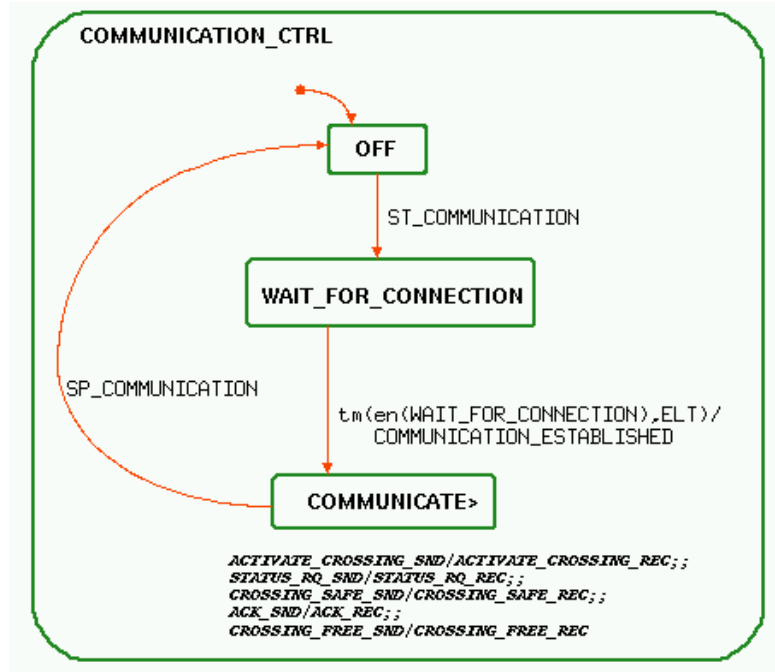 COMMUNICATION_CTRL
OFF
ST_COMMUNICATION
WAIT_FOR_CONNECTION
SP_COMMUNICATION
tm(en(WAIT_FOR_CONNECTION),ELT)/
COMMUNICATION_ESTABLISHED
COMMUNICATE>
ACTIVATE_CROSSING_SND/ACTIVATE_CROSSING_REC;;
STATUS_RQ_SND/STATUS_RQ_REC;;
CROSSING_SAFE_SND/CROSSING_SAFE_REC;;
ACK_SND/ACK_REC;;
CROSSING_FREE_SND/CROSSING_FREE_REC